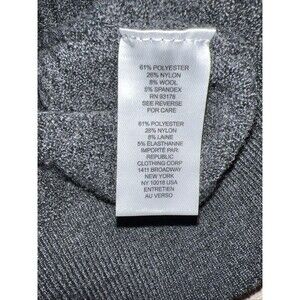 61% POLYESTER
26% NYLON
8% WOOL
5% SPANDEX
RN 93178
SEE REVERSE
FOR CARE
61% POLYESTER
26% NYLON
8% LAINE
5% ELASTHANNE
IMPORTÉ PAR
REPUBLIC
CLOTHING CORP
1411 BROADWAY
NEW YORK
NY 10018 USA
ENTRETIEN
AU VERSO